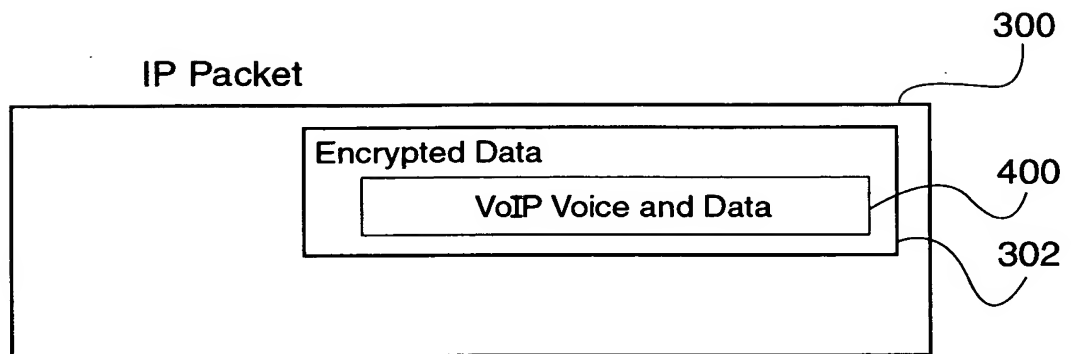 300
IP Packet
Encrypted Data
400
VoIP Voice and Data
302